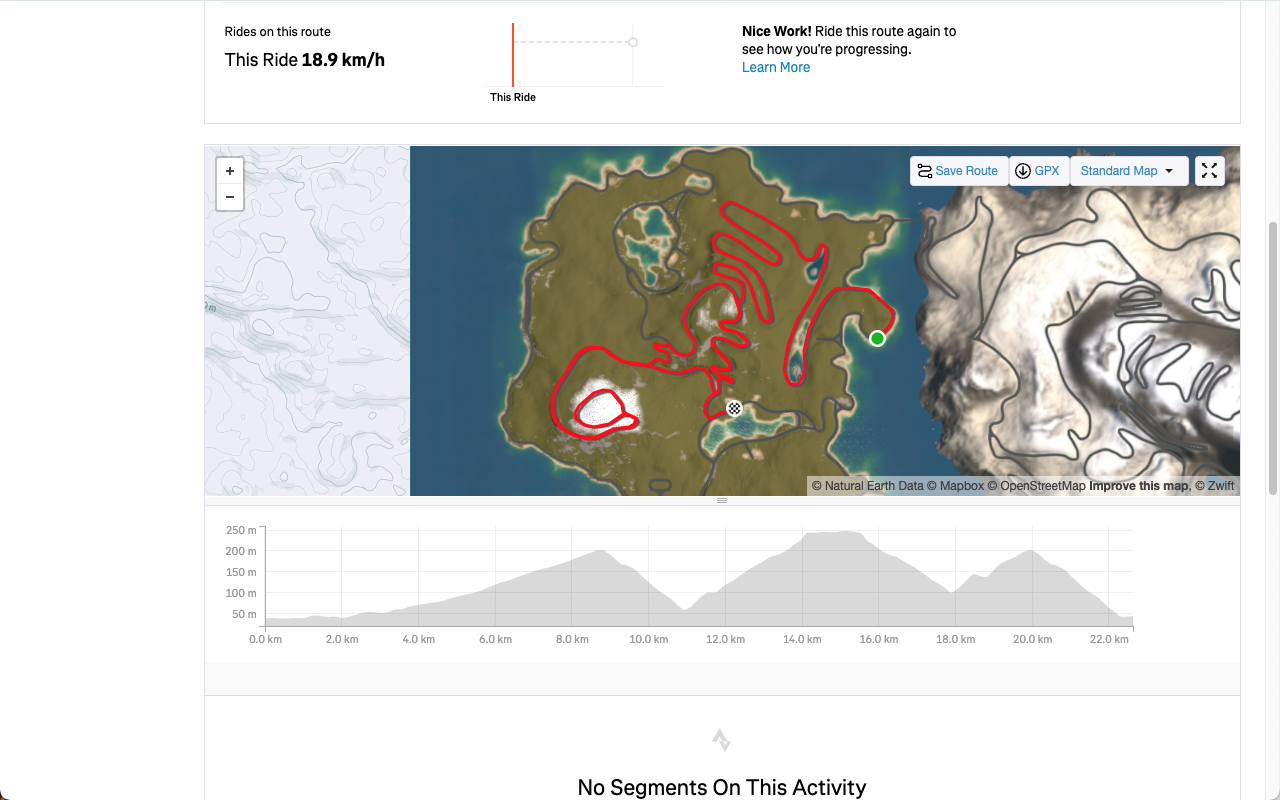 Rides on this route
This Ride 18.9 km/h
This Ride
Nice Work! Ride this route again to
see how you're progressing.
Learn More
+
−
Save Route
GPX
Standard Map
© Natural Earth Data © Mapbox © OpenStreetMap Improve this map, © Zwift
250 m
200 m
150 m
100 m
50 m
0.0 km 2.0 km 4.0 km 6.0 km 8.0 km 10.0 km 12.0 km 14.0 km 16.0 km 18.0 km 20.0 km 22.0 km
No Segments On This Activity